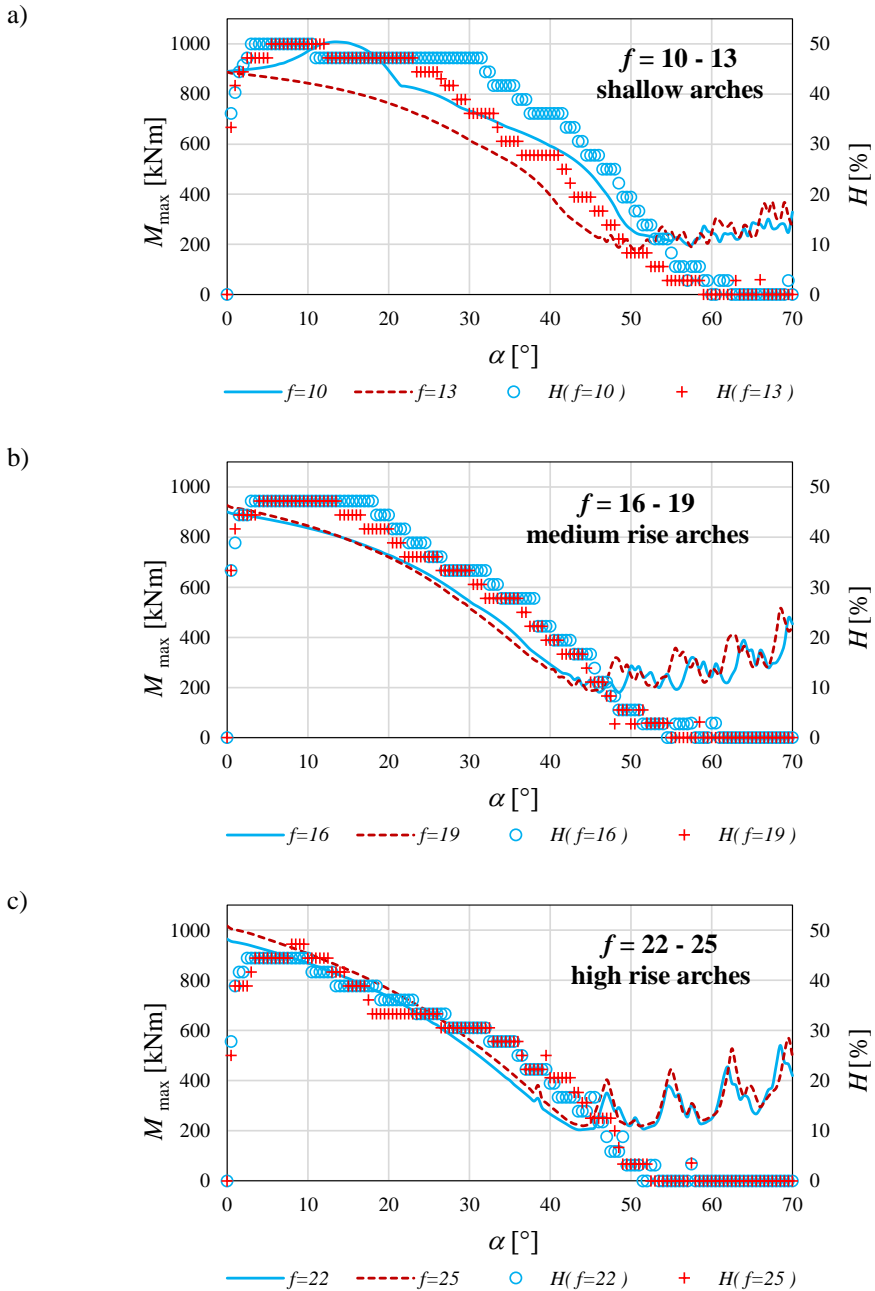 a)
M max [kNm]
1000
800
600
400
200
0
f = 10 - 13
shallow arches
50
40
30
20
10
0
H [%]
0 10 20 30 40 50 60 70
α [°]
f=10 f=13 H( f=10 ) H( f=13 )
b)
M max [kNm]
1000
800
600
400
200
0
f = 16 - 19
medium rise arches
50
40
30
20
10
0
H [%]
0 10 20 30 40 50 60 70
α [°]
f=16 f=19 H( f=16 ) H( f=19 )
c)
M max [kNm]
1000
800
600
400
200
0
f = 22 - 25
high rise arches
50
40
30
20
10
0
H [%]
0 10 20 30 40 50 60 70
α [°]
f=22 f=25 H( f=22 ) H( f=25 )